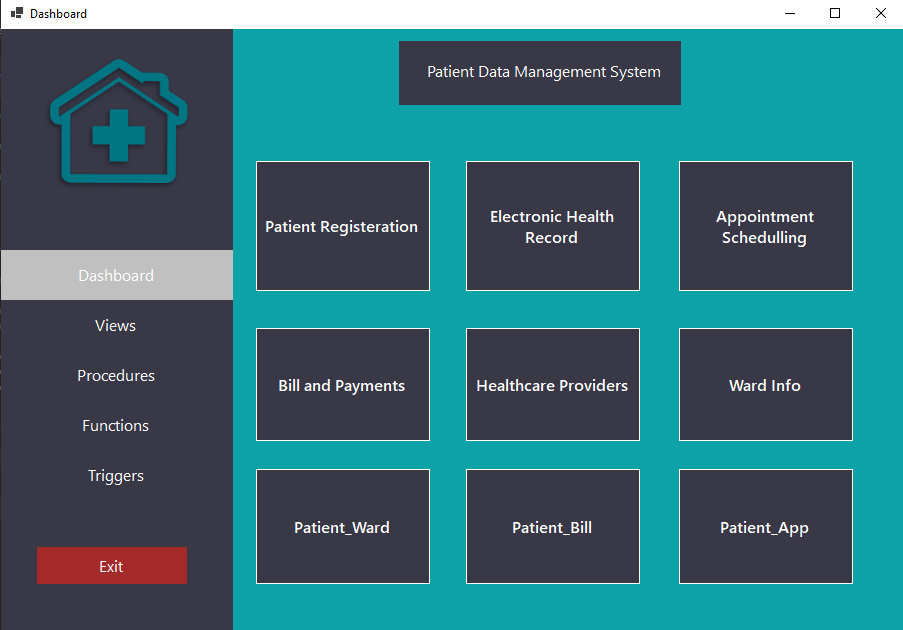 Dashboard
Patient Data Management System
Dashboard
Views
Procedures
Functions
Triggers
Exit
Patient Registeration
Electronic Health
Record
Appointment
Schedulling
Bill and Payments
Healthcare Providers
Ward Info
Patient_Ward
Patient_Bill
Patient_App